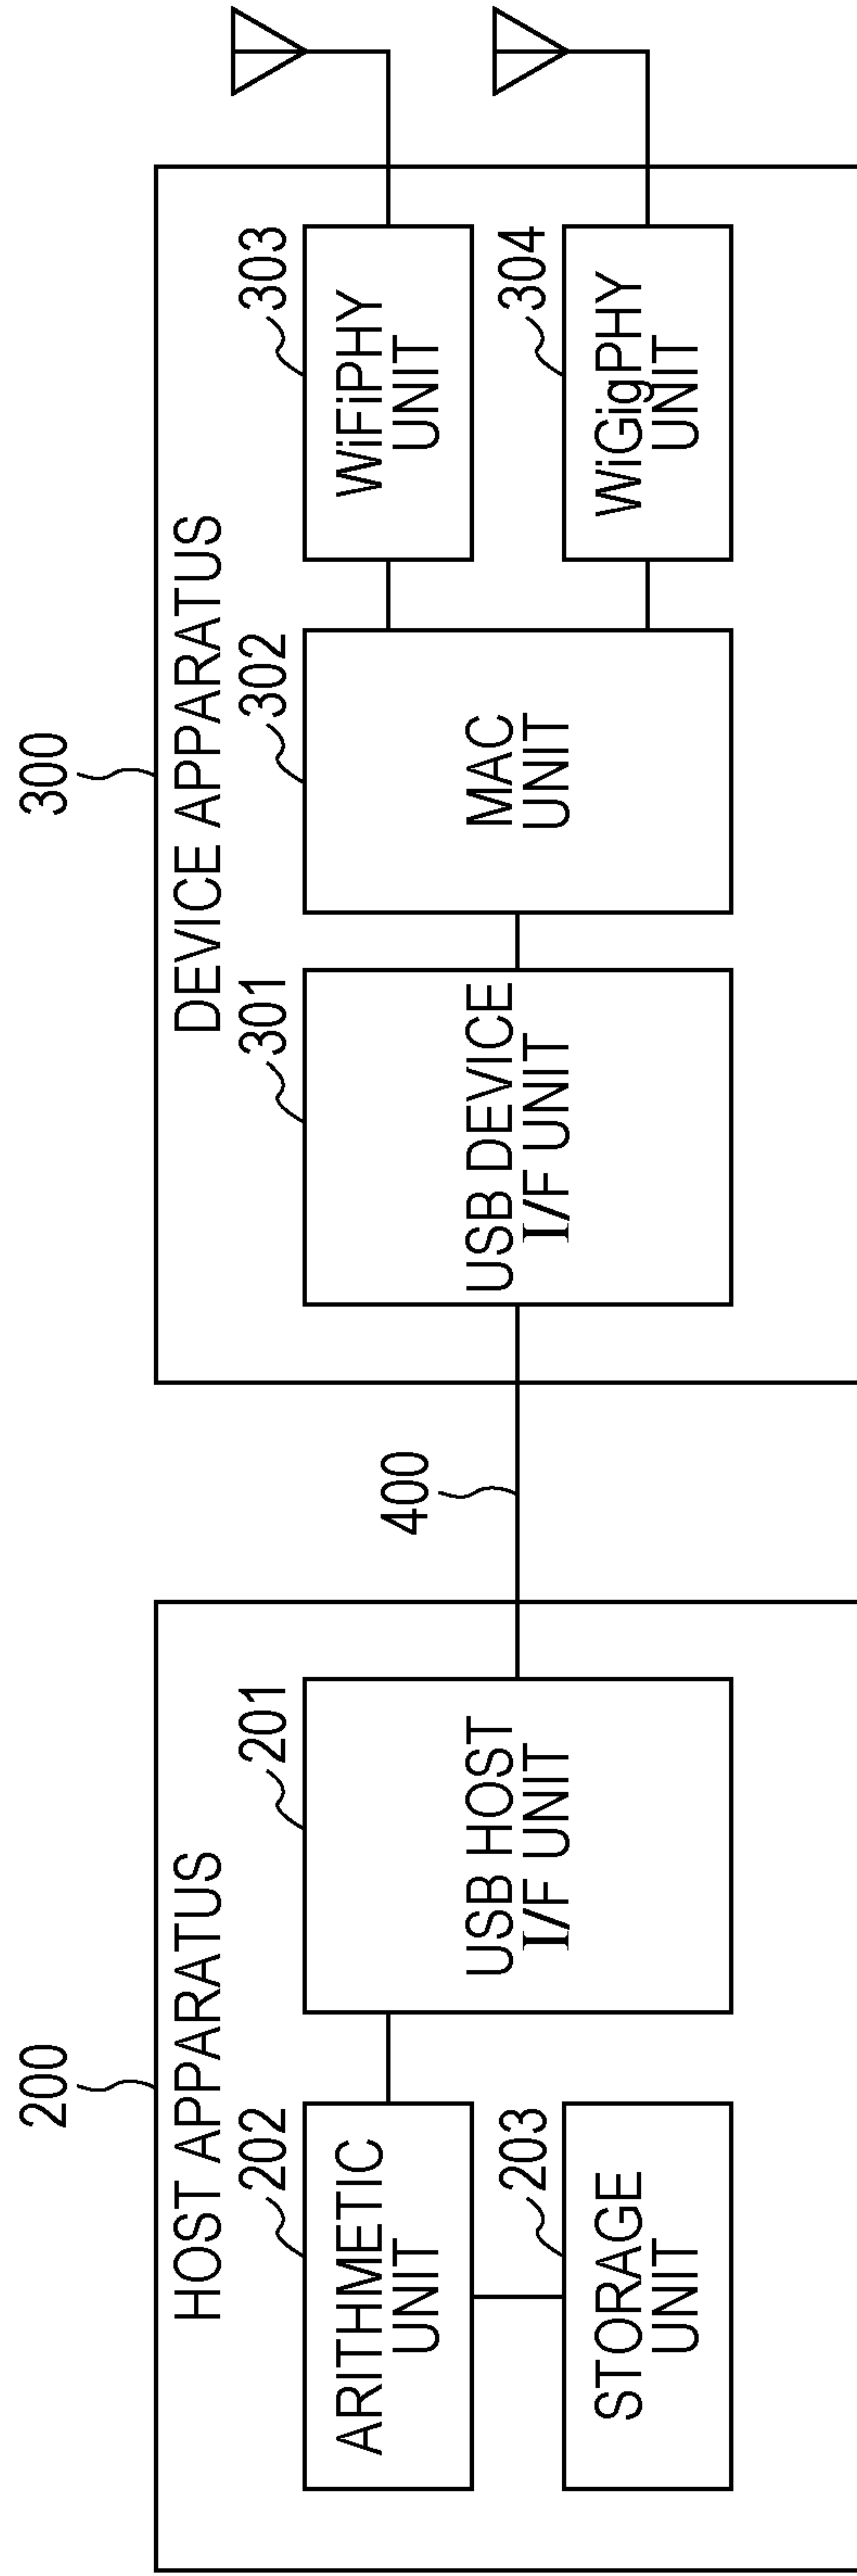 200
HOST APPARATUS
202
ARITHMETIC
UNIT
203
STORAGE
UNIT
201
USB HOST
I/F UNIT
400
300
DEVICE APPARATUS
301
USB DEVICE
I/F UNIT
302
MAC
UNIT
303
WiFiPHY
UNIT
304
WiGigPHY
UNIT